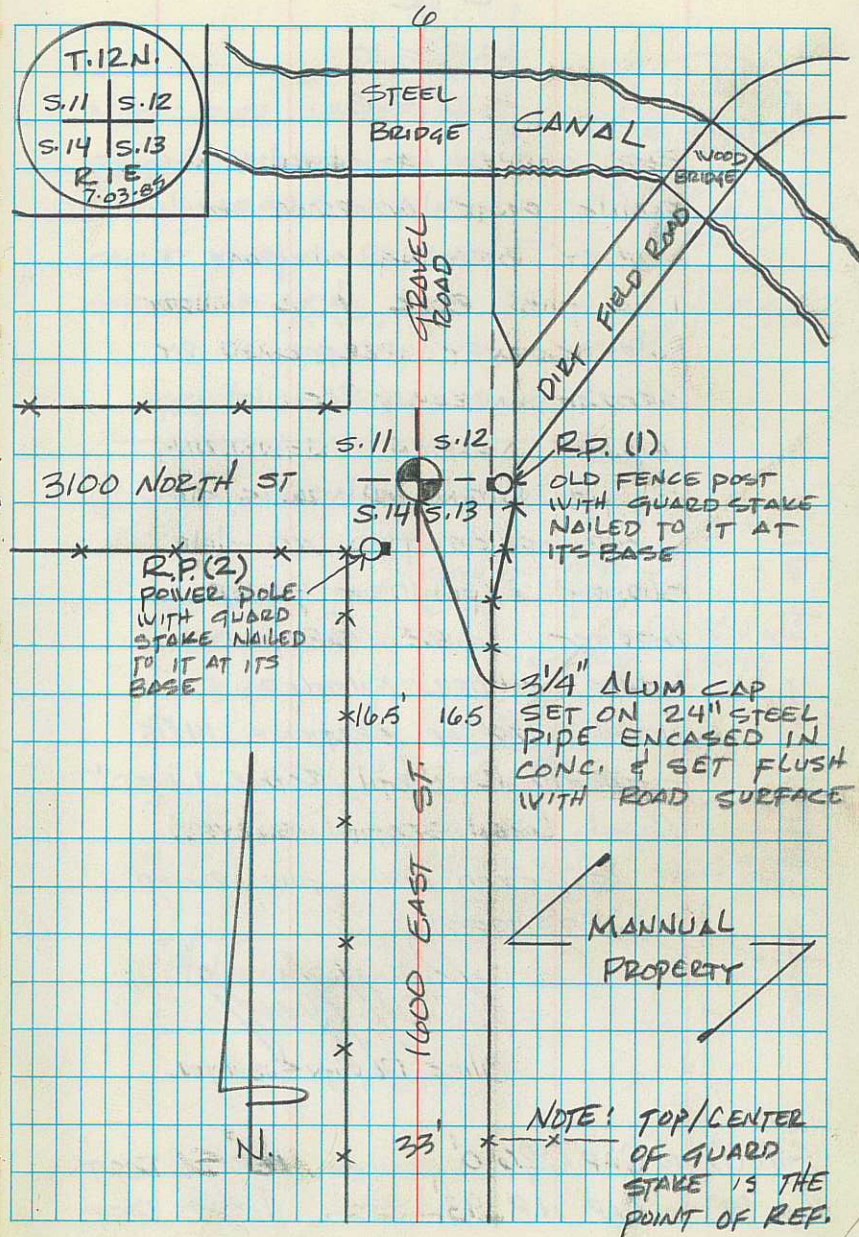 6
T.12N.
S.11 S.12
S.14 S.13
R1E
7-03-85
STEEL
BRIDGE
CANAL
WOOD
BRIDGE
GRAVEL
ROAD
DIRT FIELD ROAD
S.11 S.12
S.14 S.13
3100 NORTH ST
R.P. (1)
OLD FENCE POST
WITH GUARD STAKE
NAILED TO IT AT
ITS BASE
R.P. (2)
POWER POLE
WITH GUARD
STAKE NAILED
TO IT AT ITS
BASE
3 1/4" ALUM CAP
SET ON 24" STEEL
PIPE ENCASED IN
CONC. & SET FLUSH
WITH ROAD SURFACE
16.5' 16.5
1600 EAST ST.
MANNUAL
PROPERTY
N.
33'
NOTE: TOP/CENTER
OF GUARD
STAKE IS THE
POINT OF REF.